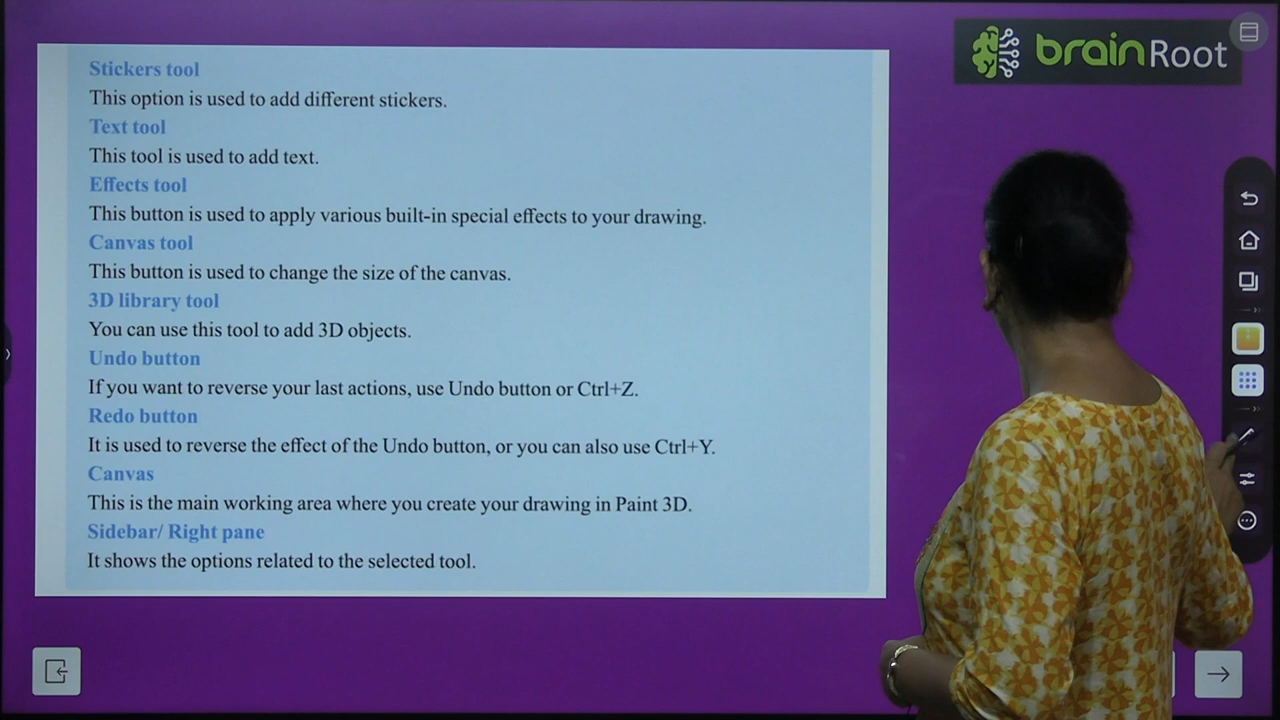 brainRoot
Stickers tool
This option is used to add different stickers.
Text tool
This tool is used to add text.
Effects tool
This button is used to apply various built-in special effects to your drawing.
Canvas tool
This button is used to change the size of the canvas.
3D library tool
You can use this tool to add 3D objects.
Undo button
If you want to reverse your last actions, use Undo button or Ctrl+Z.
Redo button
It is used to reverse the effect of the Undo button, or you can also use Ctrl+Y.
Canvas
This is the main working area where you create your drawing in Paint 3D.
Sidebar/ Right pane
It shows the options related to the selected tool.